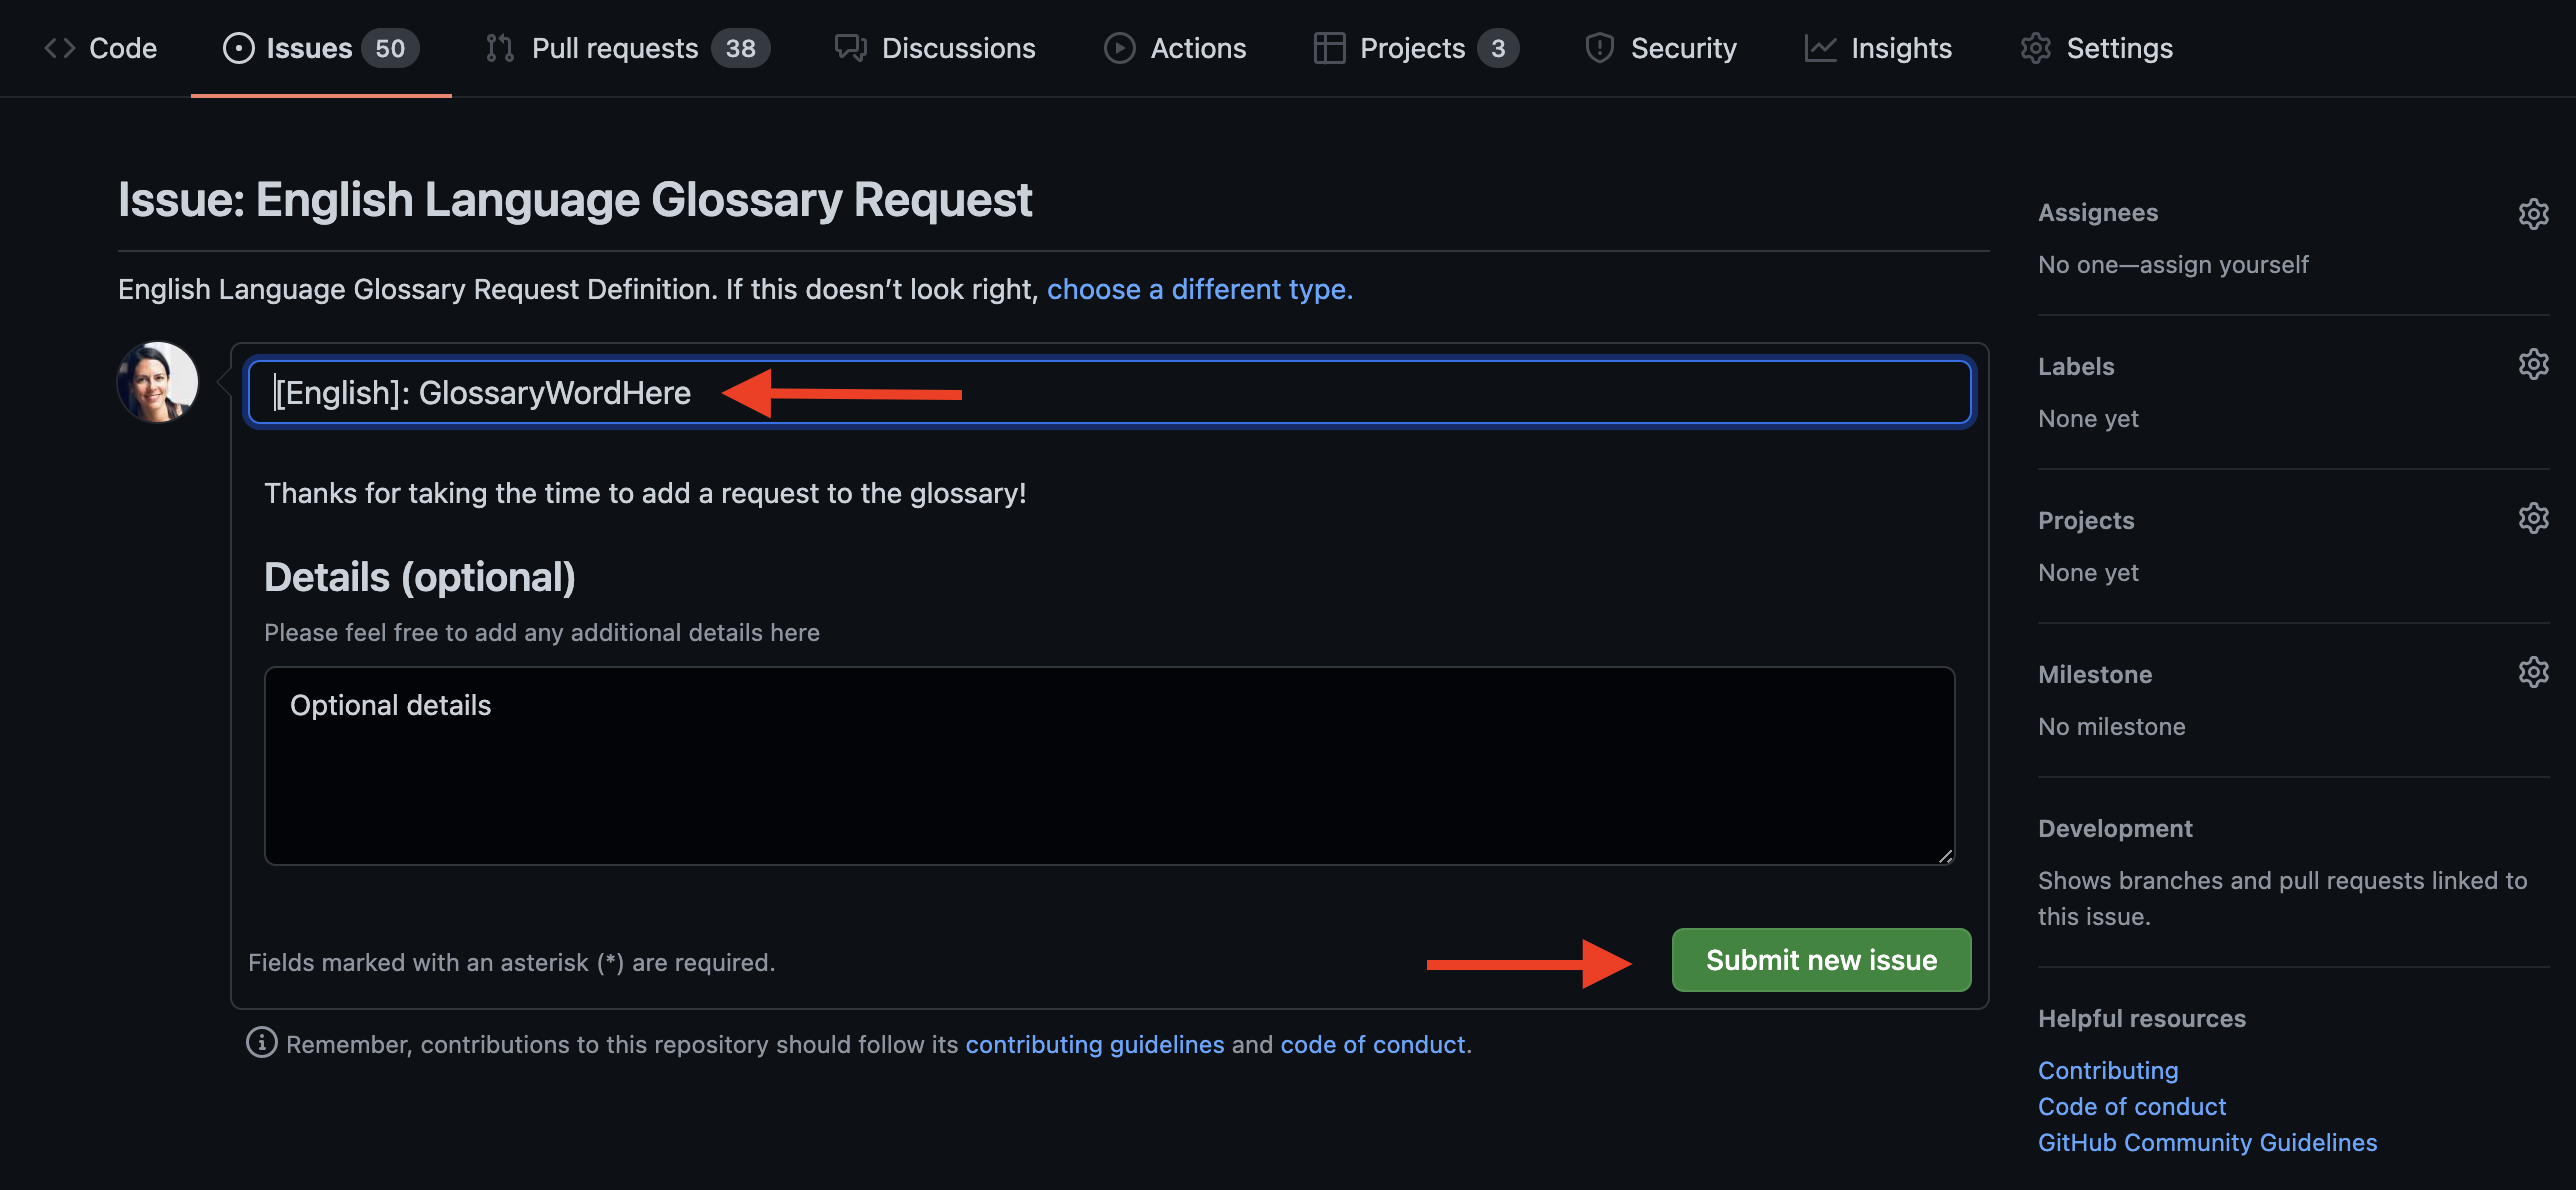 Code Issues 50 Pull requests 38 Discussions Actions Projects 3 Security Insights Settings
Issue: English Language Glossary Request
English Language Glossary Request Definition. If this doesn’t look right, choose a different type.
[English]: GlossaryWordHere
Thanks for taking the time to add a request to the glossary!
Details (optional)
Please feel free to add any additional details here
Optional details
Fields marked with an asterisk (*) are required.
Submit new issue
Remember, contributions to this repository should follow its contributing guidelines and code of conduct.
Assignees
No one—assign yourself
Labels
None yet
Projects
None yet
Milestone
No milestone
Development
Shows branches and pull requests linked to
this issue.
Helpful resources
Contributing
Code of conduct
GitHub Community Guidelines